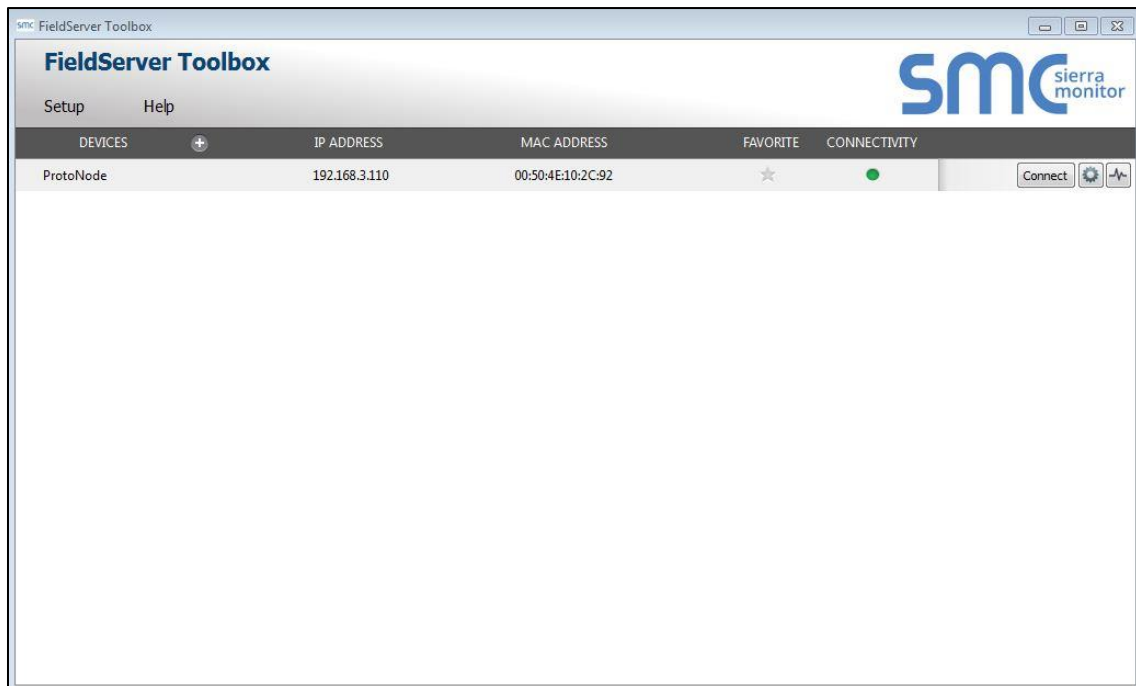 smc FieldServer Toolbox
FieldServer Toolbox
smc sierra monitor
Setup Help
DEVICES IP ADDRESS MAC ADDRESS FAVORITE CONNECTIVITY
ProtoNode 192.168.3.110 00:50:4E:10:2C:92 Connect